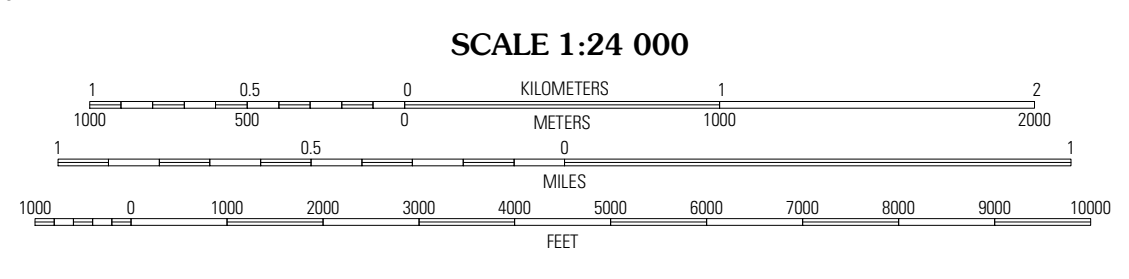 SCALE 1:24 000
1 0.5 0 KILOMETERS 1 2
1000 500 0 METERS 1000 2000
1 0.5 0 1
MILES
1000 0 1000 2000 3000 4000 5000 6000 7000 8000 9000 10000
FEET